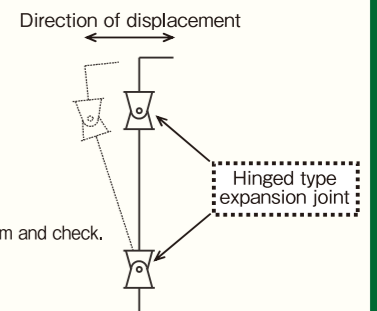 Direction of displacement
Hinged type
expansion joint
m and check.